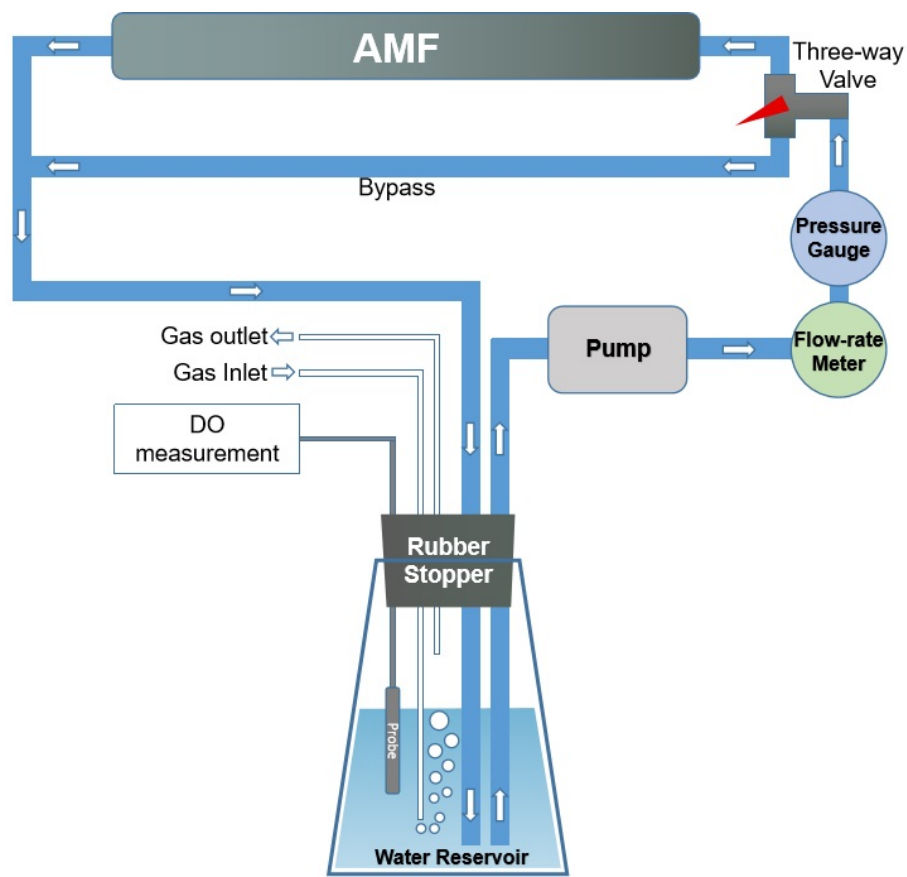 AMF
Three-way
Valve
Bypass
Pressure
Gauge
Gas outlet
Gas Inlet
Pump
Flow-rate
Meter
DO
measurement
Rubber
Stopper
Probe
Water Reservoir